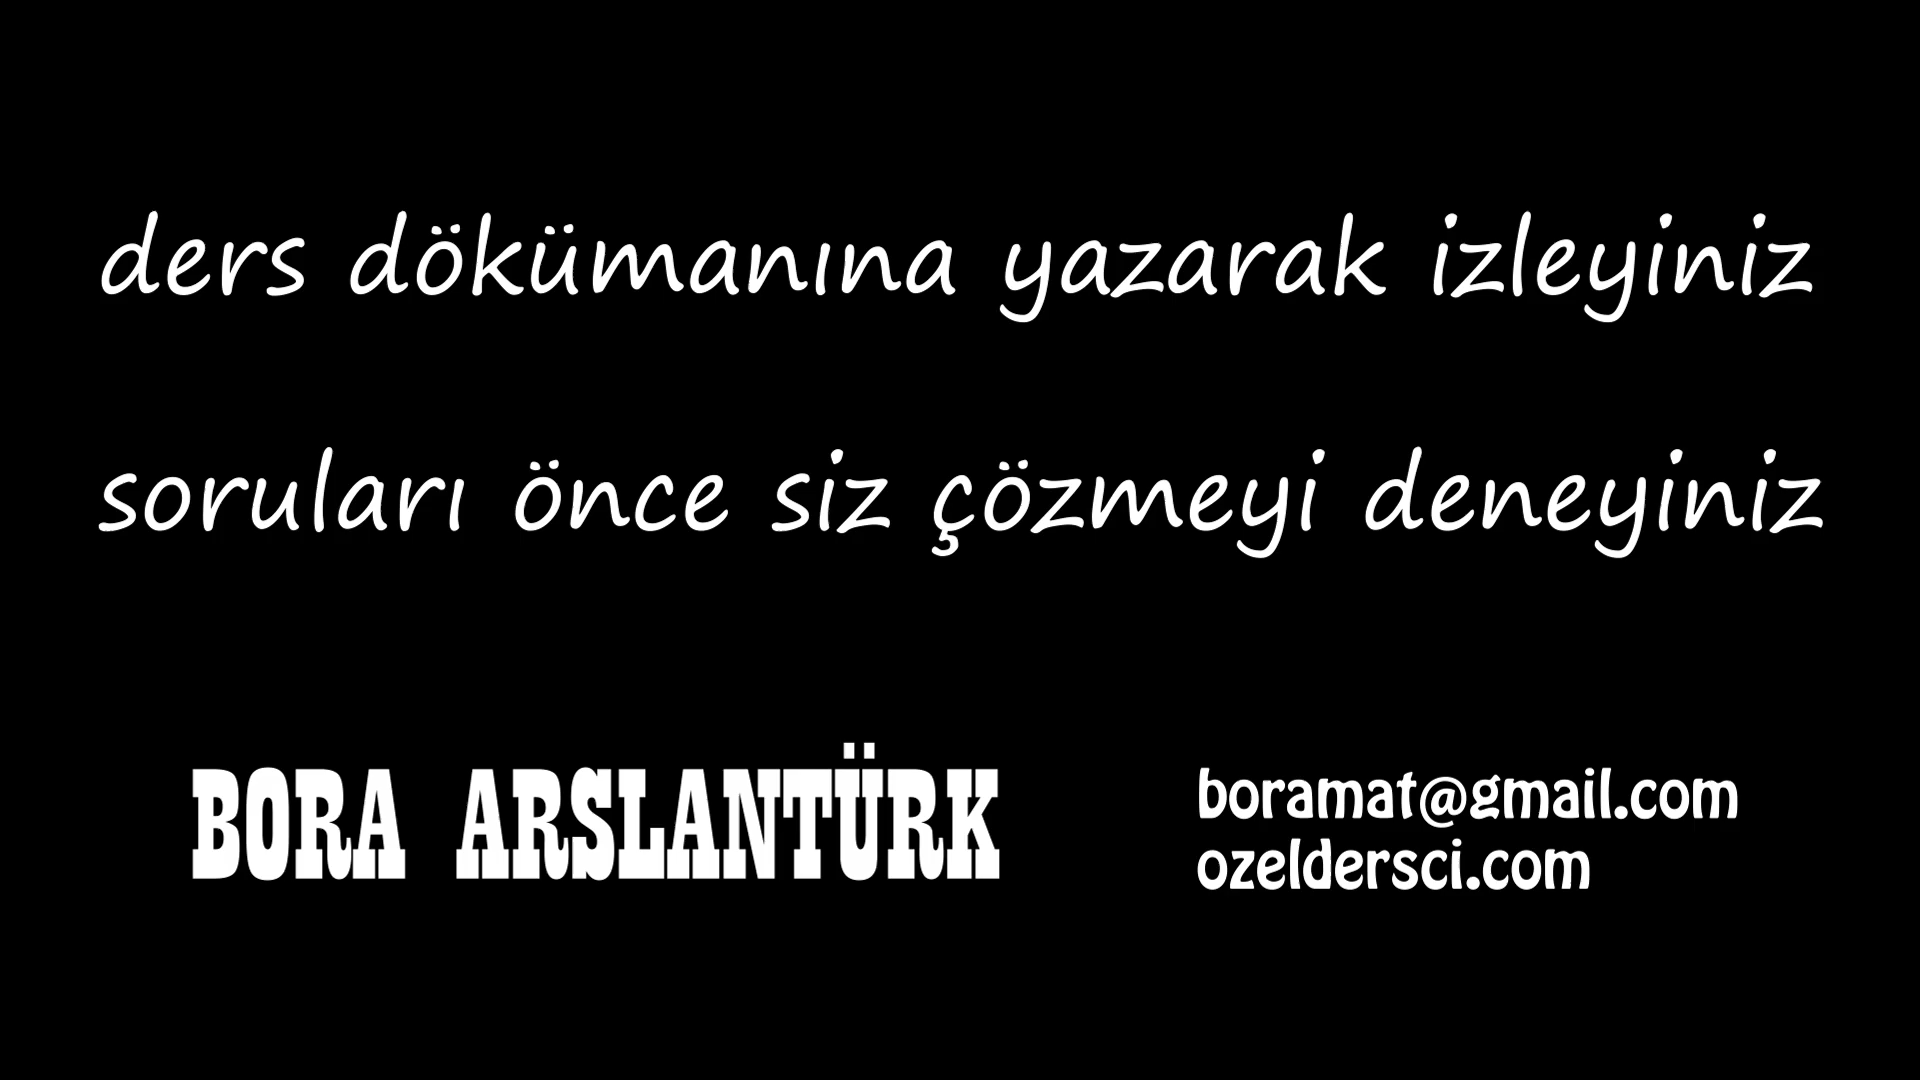 ders dökümanına yazarak izleyiniz
soruları önce siz çözmeyi deneyiniz
BORA ARSLANTÜRK
boramat@gmail.com
ozeldersci.com